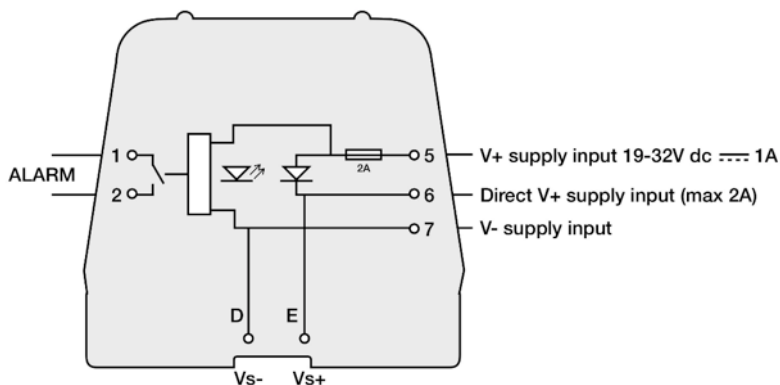 1
5
V+ supply input 19-32V dc ⎓ 1A
2A
ALARM
2
6
Direct V+ supply input (max 2A)
7
V- supply input
D
E
Vs-
Vs+